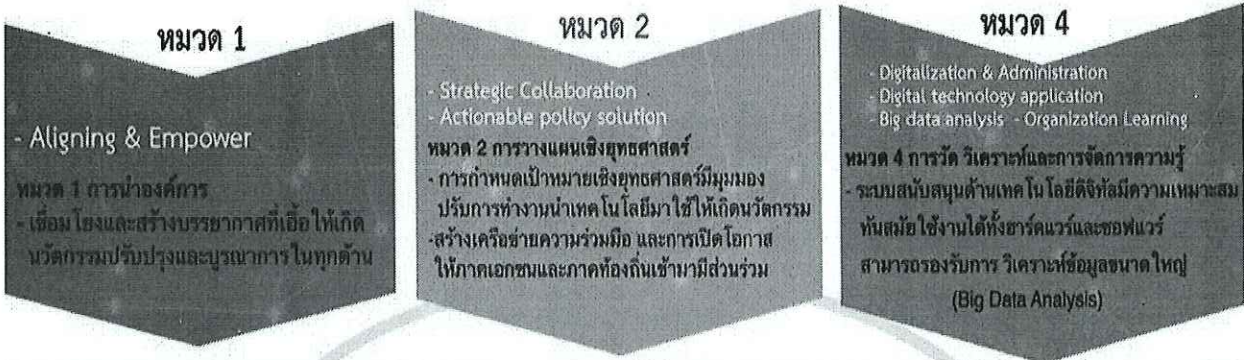 หมวด 1
- Aligning & Empower
หมวด 1 การนำองค์การ
- เชื่อมโยงและสร้างบรรยากาศที่เอื้อให้เกิด
นวัตกรรมปรับปรุงและบูรณาการในทุกด้าน
หมวด 2
- Strategic Collaboration
- Actionable policy solution
หมวด 2 การวางแผนเชิงยุทธศาสตร์
- การกำหนดเป้าหมายเชิงยุทธศาสตร์มีมุมมอง
ปรับการทำงานนำเทคโนโลยีมาใช้ให้เกิดนวัตกรรม
-สร้างเครือข่ายความร่วมมือ และการเปิดโอกาส
ให้ภาคเอกชนและภาคท้องถิ่นเข้ามามีส่วนร่วม
หมวด 4
- Digitalization & Administration
- Digital technology application
- Big data analysis - Organization Learning
หมวด 4 การวัด วิเคราะห์และการจัดการความรู้
- ระบบสนับสนุนด้านเทคโนโลยีดิจิทัลมีความเหมาะสม
ทันสมัย ใช้งานได้ทั้งฮาร์ดแวร์และซอฟแวร์
สามารถรองรับการ วิเคราะห์ข้อมูลขนาดใหญ่
(Big Data Analysis)